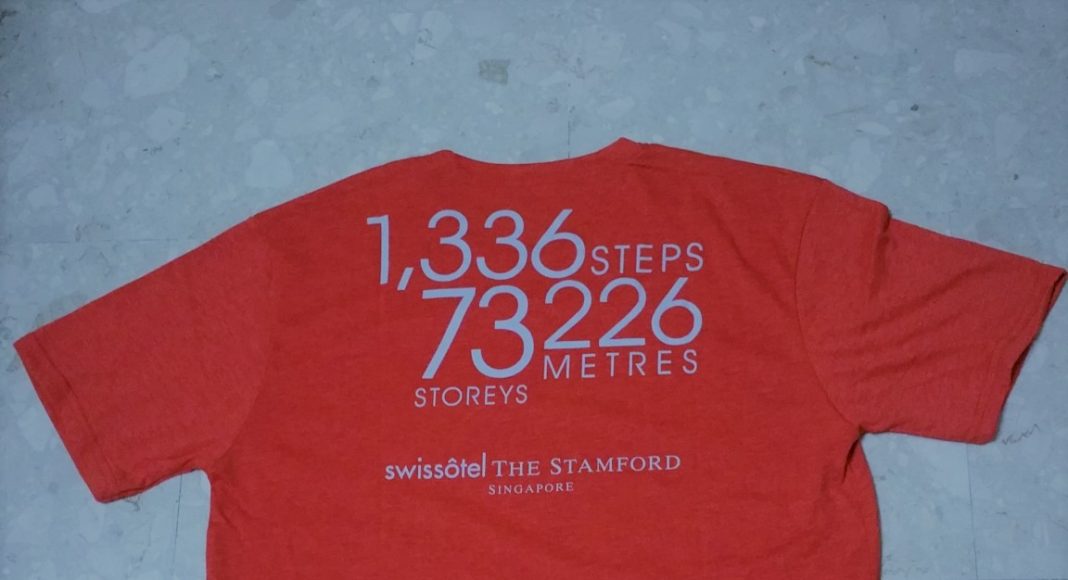 1,336 STEPS
73 226
METRES
STOREYS
swissôtel THE STAMFORD
SINGAPORE